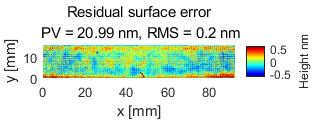 Residual surface error
PV = 20.99 nm, RMS = 0.2 nm
y [mm]
10
0
0 20 40 60 80
x [mm]
0.5
0
-0.5
Height nm